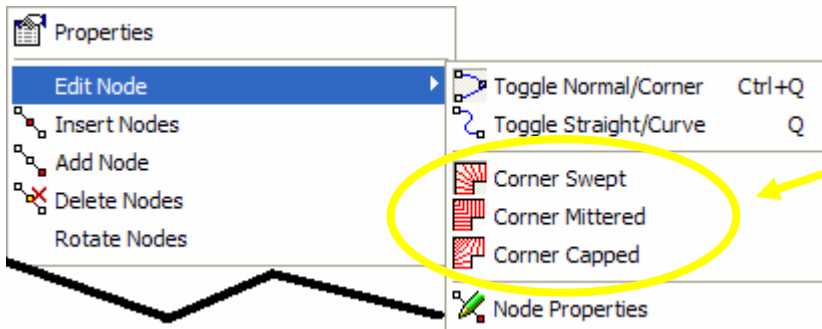 Properties
Edit Node
Insert Nodes
Add Node
Delete Nodes
Rotate Nodes
Toggle Normal/Corner Ctrl+Q
Toggle Straight/Curve Q
Corner Swept
Corner Mittered
Corner Capped
Node Properties